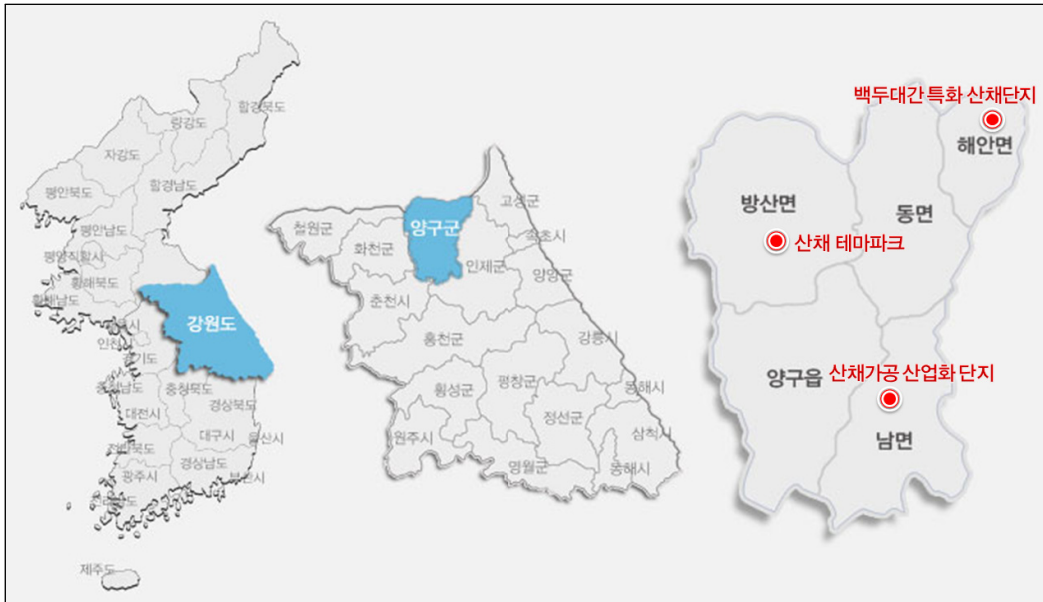 함경북도
량강도
자강도
평안북도
함경남도
평안남도
평양직할시
황해북도
황해남도
강원도
인천시
경기도
충청남도
충청북도
대전시
경상북도
전라북도
대구시
울산시
광주시
경상남도
부산시
제주도
고성군
철원군
화천군
양구군
속초시
인제군
양양군
춘천시
홍천군
강릉시
횡성군
평창군
동해시
정선군
원주시
삼척시
영월군
동해시
백두대간 특화 산채단지
해안면
방산면
동면
산채 테마파크
양구읍
산채가공 산업화 단지
남면